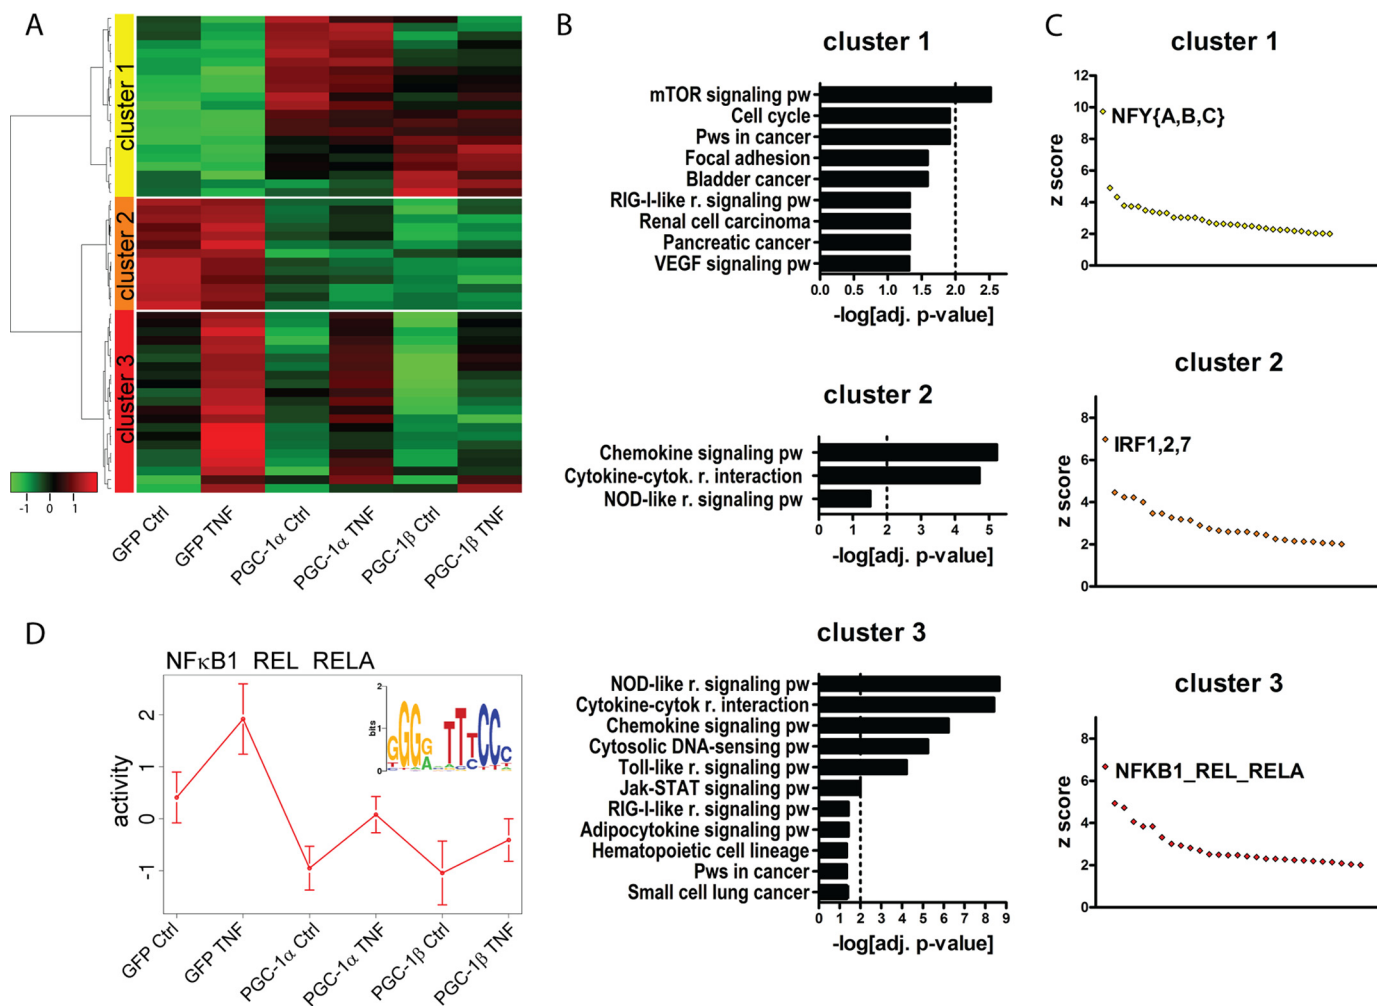 A
cluster 1
cluster 2
cluster 3
-1 0 1
GFP Ctrl
GFP TNF
PGC-1α Ctrl
PGC-1α TNF
PGC-1β Ctrl
PGC-1β TNF
B
cluster 1
mTOR signaling pw
Cell cycle
Pws in cancer
Focal adhesion
Bladder cancer
RIG-I-like r. signaling pw
Renal cell carcinoma
Pancreatic cancer
VEGF signaling pw
0.0 0.5 1.0 1.5 2.0 2.5
-log[adj. p-value]
cluster 2
Chemokine signaling pw
Cytokine-cytok. r. interaction
NOD-like r. signaling pw
0 1 2 3 4 5
-log[adj. p-value]
cluster 3
NOD-like r. signaling pw
Cytokine-cytok r. interaction
Chemokine signaling pw
Cytosolic DNA-sensing pw
Toll-like r. signaling pw
Jak-STAT signaling pw
RIG-I-like r. signaling pw
Adipocytokine signaling pw
Hematopoietic cell lineage
Pws in cancer
Small cell lung cancer
0 1 2 3 4 5 6 7 8 9
-log[adj. p-value]
C
cluster 1
12
10
8
6
4
2
0
z score
NFY{A,B,C}
cluster 2
8
6
4
2
0
z score
IRF1,2,7
cluster 3
8
6
4
2
0
z score
NFKB1_REL_RELA
D
NFκB1 REL RELA
2
1
0
-1
activity
2
1
0
bits
GFP Ctrl
GFP TNF
PGC-1α Ctrl
PGC-1α TNF
PGC-1β Ctrl
PGC-1β TNF